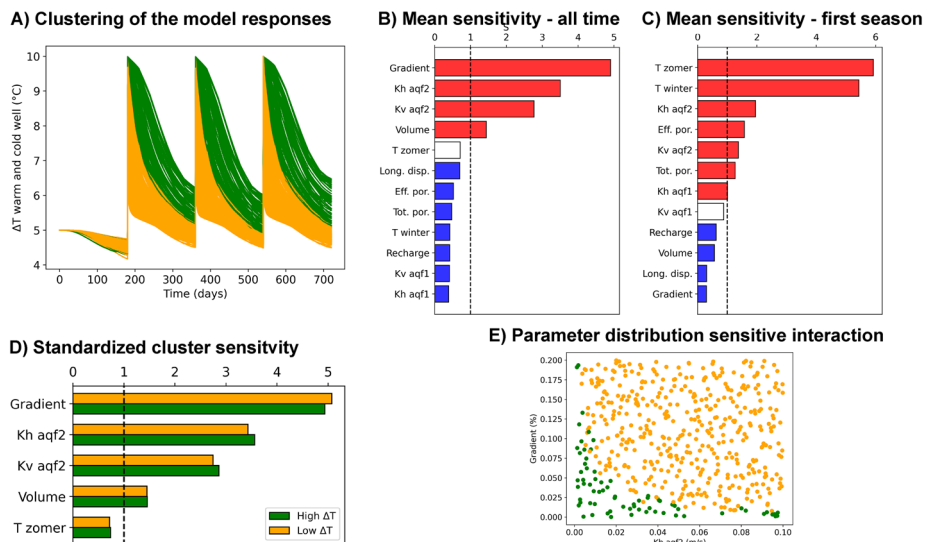 A) Clustering of the model responses
10
9
8
7
6
5
4
ΔT warm and cold well (°C)
0 100 200 300 400 500 600 700
Time (days)
B) Mean sensitivity - all time
0 1 2 3 4 5
Gradient
Kh aqf2
Kv aqf2
Volume
T zomer
Long. disp.
Eff. por.
Tot. por.
T winter
Recharge
Kv aqf1
Kh aqf1
C) Mean sensitivity - first season
0 2 4 6
T zomer
T winter
Kh aqf2
Eff. por.
Kv aqf2
Tot. por.
Kh aqf1
Kv aqf1
Recharge
Volume
Long. disp.
Gradient
D) Standardized cluster sensitvity
0 1 2 3 4 5
Gradient
Kh aqf2
Kv aqf2
Volume
T zomer
High ΔT
Low ΔT
E) Parameter distribution sensitive interaction
0.200
0.175
0.150
0.125
0.100
0.075
0.050
0.025
0.000
Gradient (%)
0.00 0.02 0.04 0.06 0.08 0.10
Kh aqf2 (m/s)